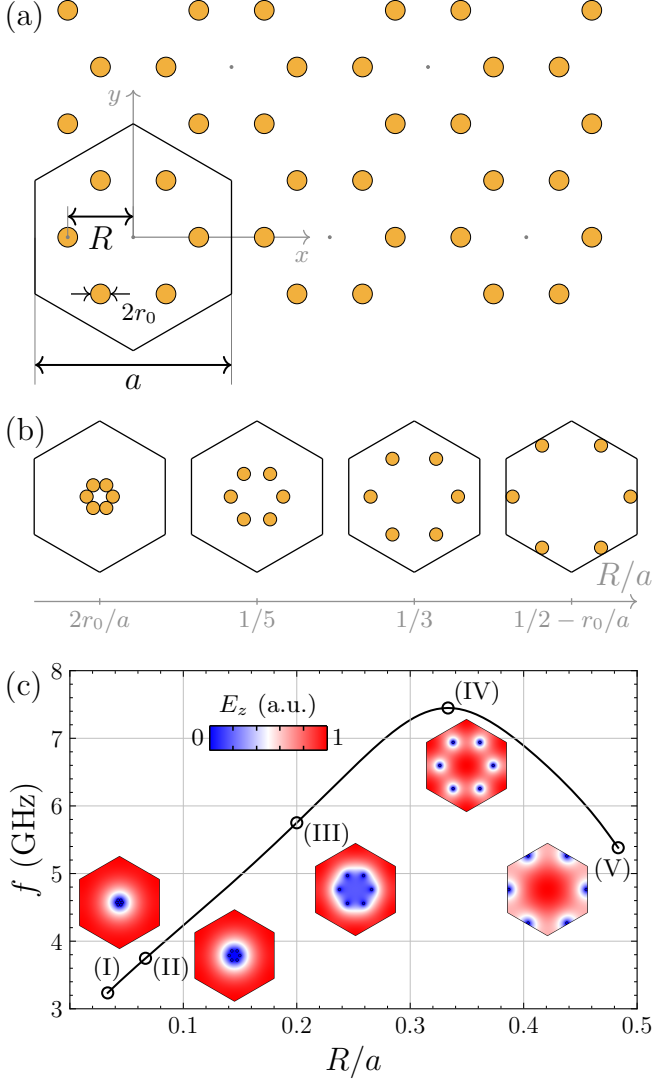 (a)
y
R
x
2r₀
a
(b)
R/a
2r₀/a 1/5 1/3 1/2 − r₀/a
(c)
8
7
6
5
4
3
f (GHz)
E_z (a.u.)
0 1
(IV)
(III)
(V)
(I)
(II)
0.1 0.2 0.3 0.4 0.5
R/a